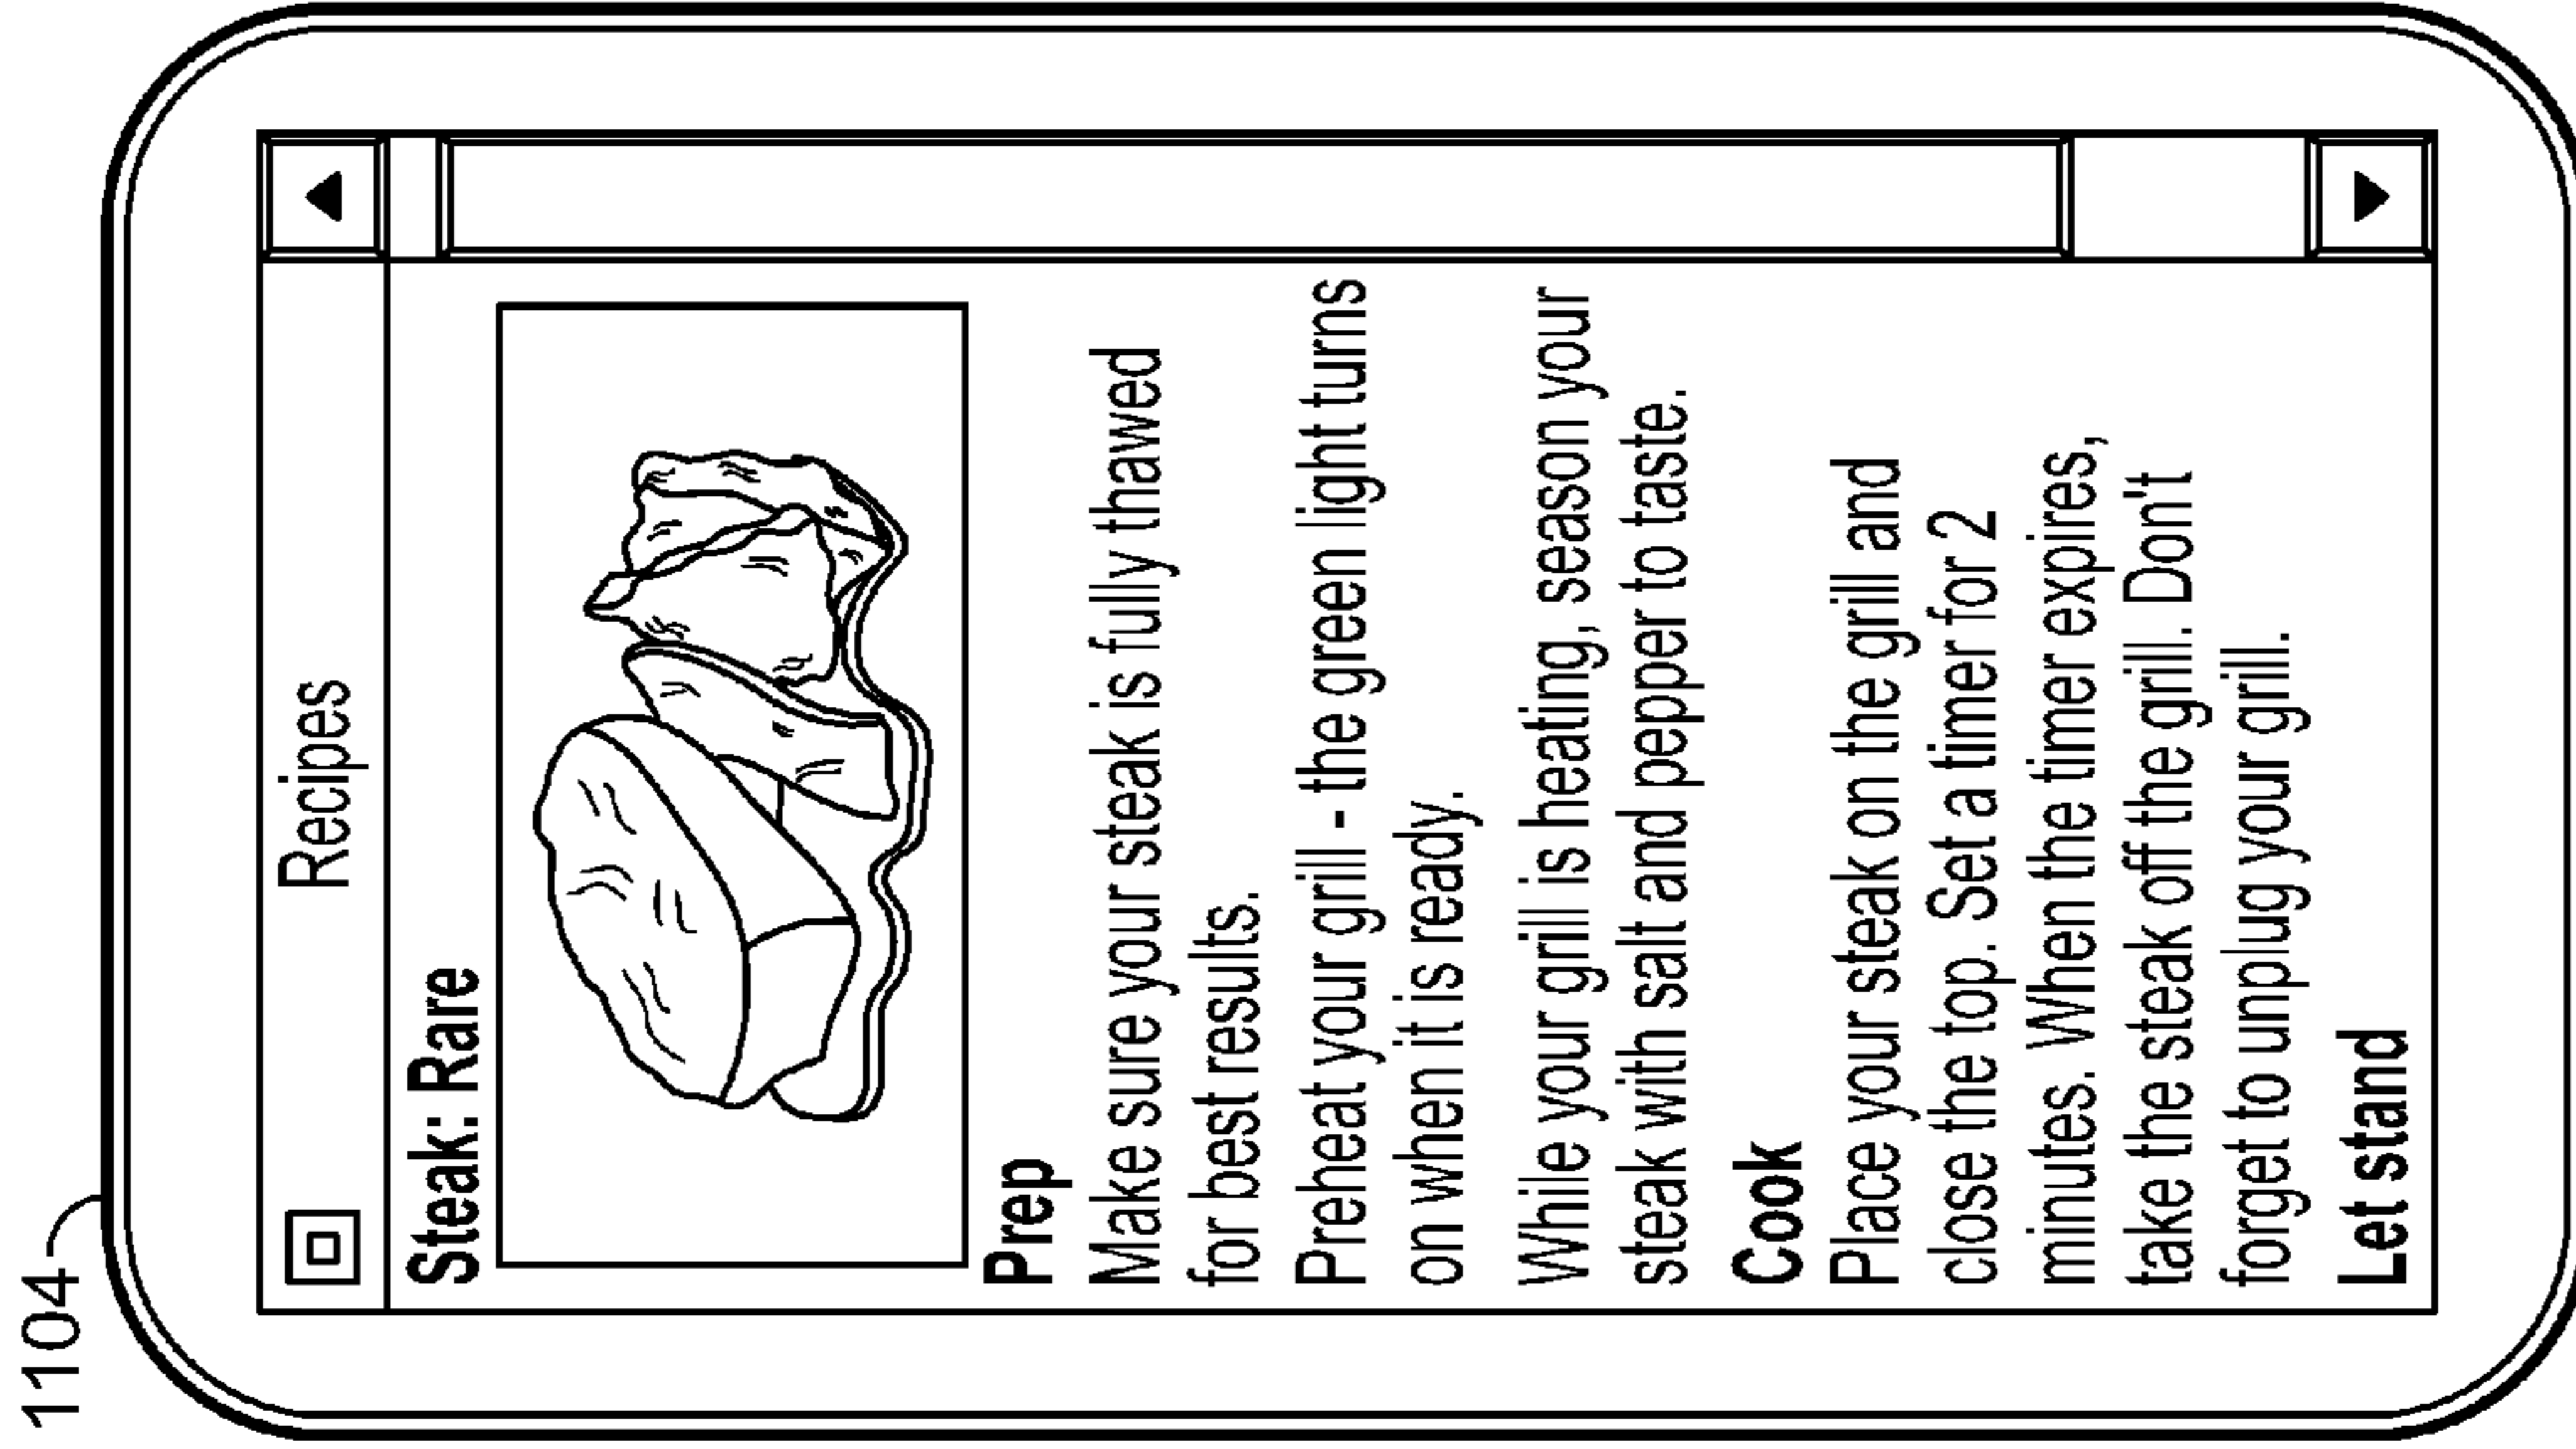 1104
Recipes
Steak: Rare
Prep
Make sure your steak is fully thawed
for best results.
Preheat your grill - the green light turns
on when it is ready.
While your grill is heating, season your
steak with salt and pepper to taste.
Cook
Place your steak on the grill and
close the top. Set a timer for 2
minutes. When the timer expires,
take the steak off the grill. Don't
forget to unplug your grill.
Let stand